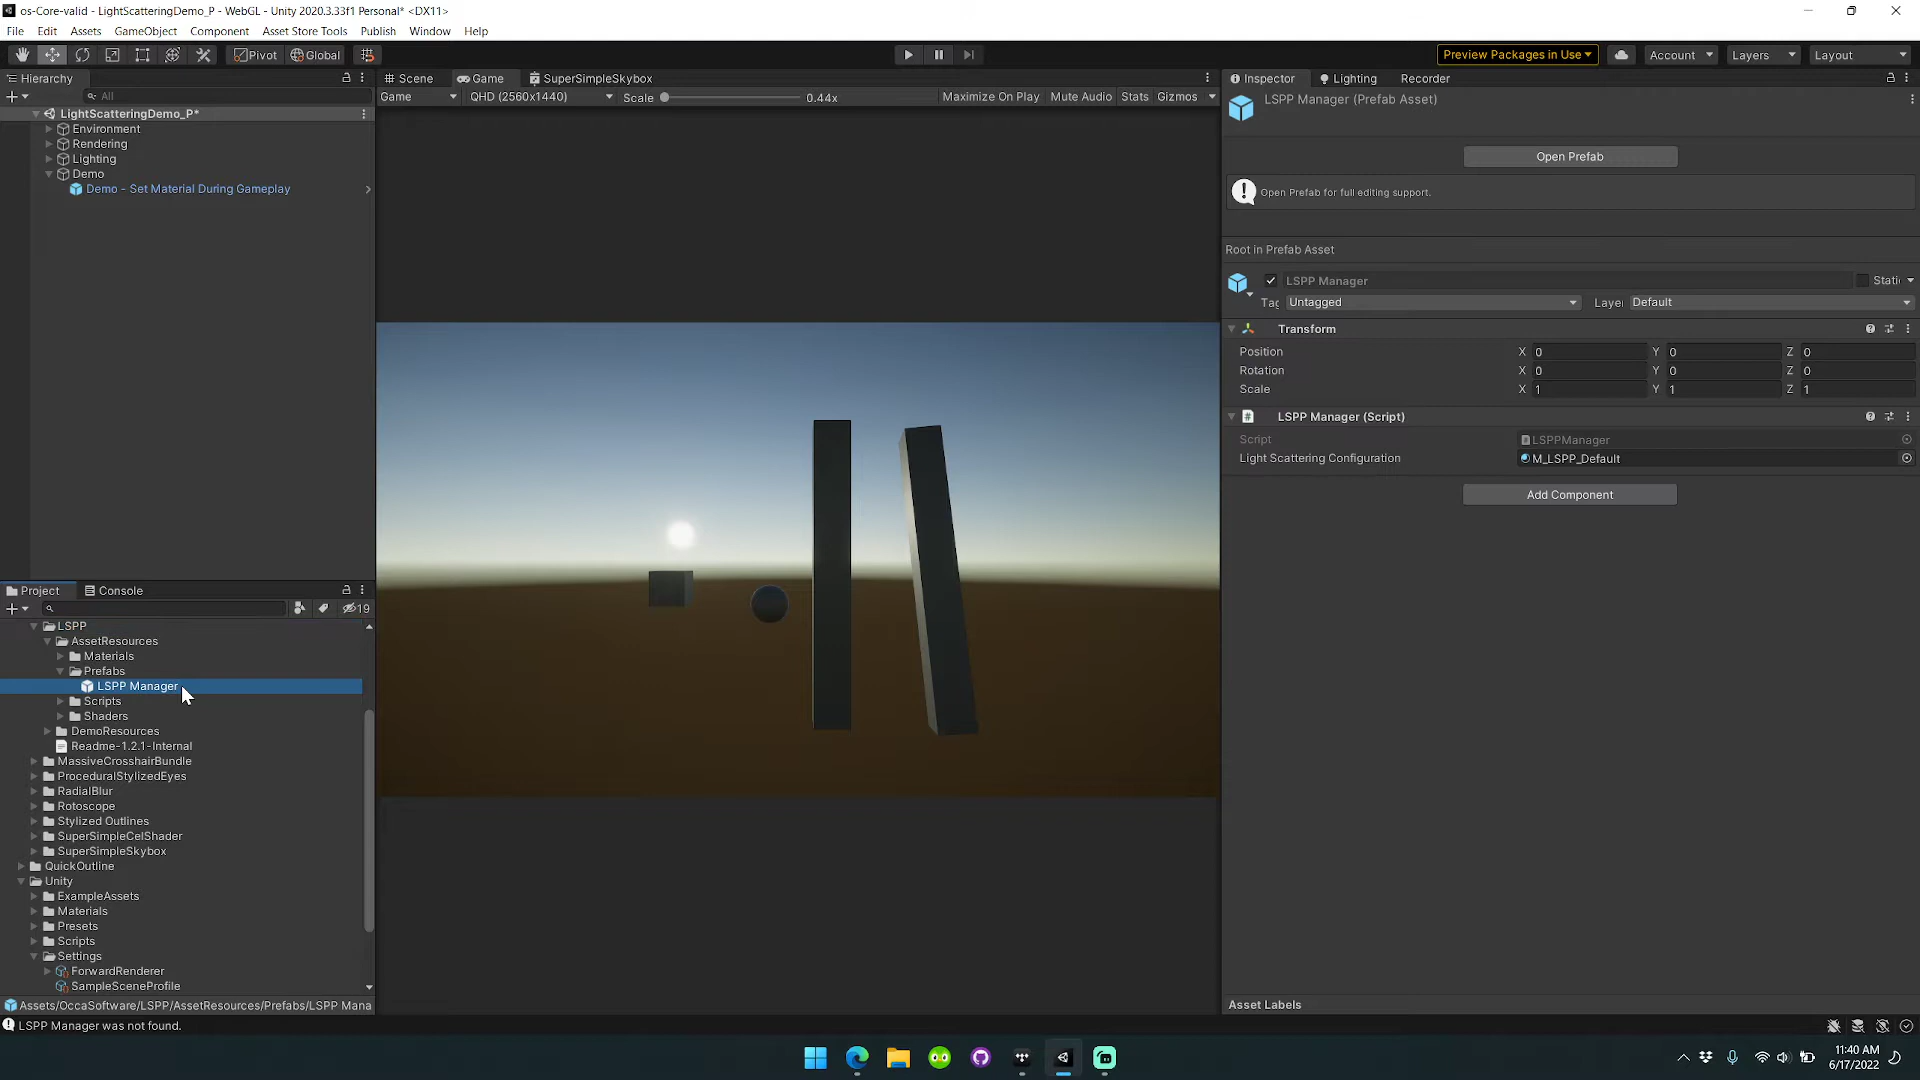 os-Core-valid - LightScatteringDemo_P - WebGL - Unity 2020.3.33f1 Personal* <DX11>
File Edit Assets GameObject Component Asset Store Tools Publish Window Help
Pivot Global Preview Packages in Use Account Layers Layout
Hierarchy
All
LightScatteringDemo_P*
Environment
Rendering
Lighting
Demo
Demo - Set Material During Gameplay
Scene Game SuperSimpleSkybox
Game QHD (2560x1440) Scale 0.44x Maximize On Play Mute Audio Stats Gizmos
Inspector Lighting Recorder
LSPP Manager (Prefab Asset)
Open Prefab
Open Prefab for full editing support.
Root in Prefab Asset
LSPP Manager Stati
Tag Untagged Layer Default
Transform
Position X 0 Y 0 Z 0
Rotation X 0 Y 0 Z 0
Scale X 1 Y 1 Z 1
LSPP Manager (Script)
Script LSPPManager
Light Scattering Configuration M_LSPP_Default
Add Component
Asset Labels
Project Console
19
LSPP
AssetResources
Materials
Prefabs
LSPP Manager
Scripts
Shaders
DemoResources
Readme-1.2.1-Internal
MassiveCrosshairBundle
ProceduralStylizedEyes
RadialBlur
Rotoscope
Stylized Outlines
SuperSimpleCelShader
SuperSimpleSkybox
QuickOutline
Unity
ExampleAssets
Materials
Presets
Scripts
Settings
ForwardRenderer
SampleSceneProfile
Assets/OccaSoftware/LSPP/AssetResources/Prefabs/LSPP Mana
LSPP Manager was not found.
11:40 AM
6/17/2022